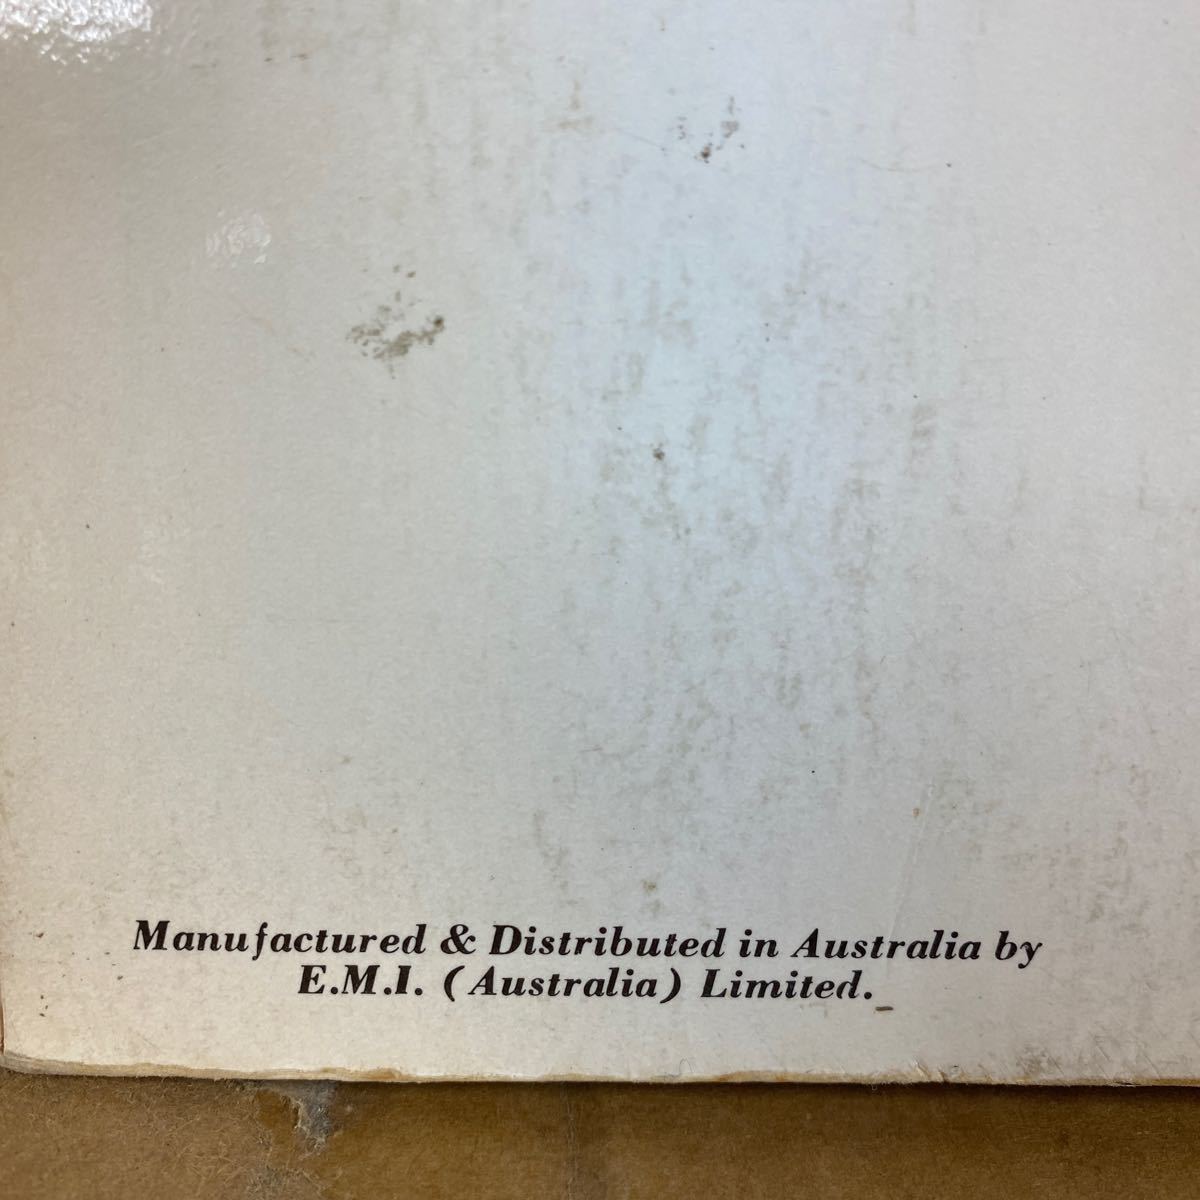 Manufactured & Distributed in Australia by
E.M.I. (Australia) Limited.